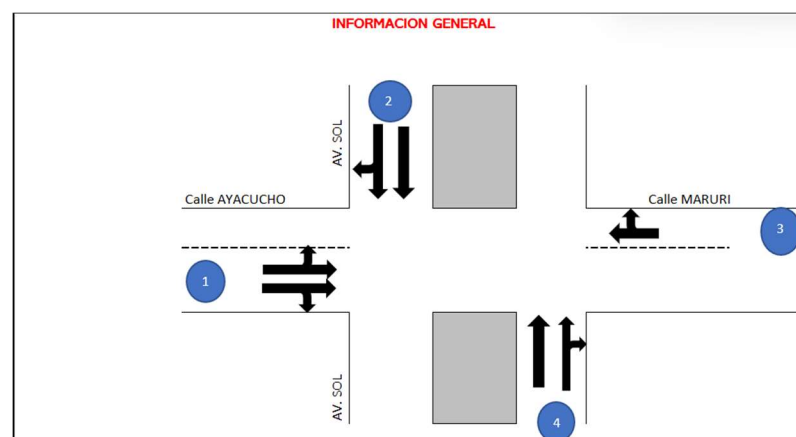 INFORMACION GENERAL
2
AV. SOL
Calle AYACUCHO
Calle MARURI
3
1
AV. SOL
4